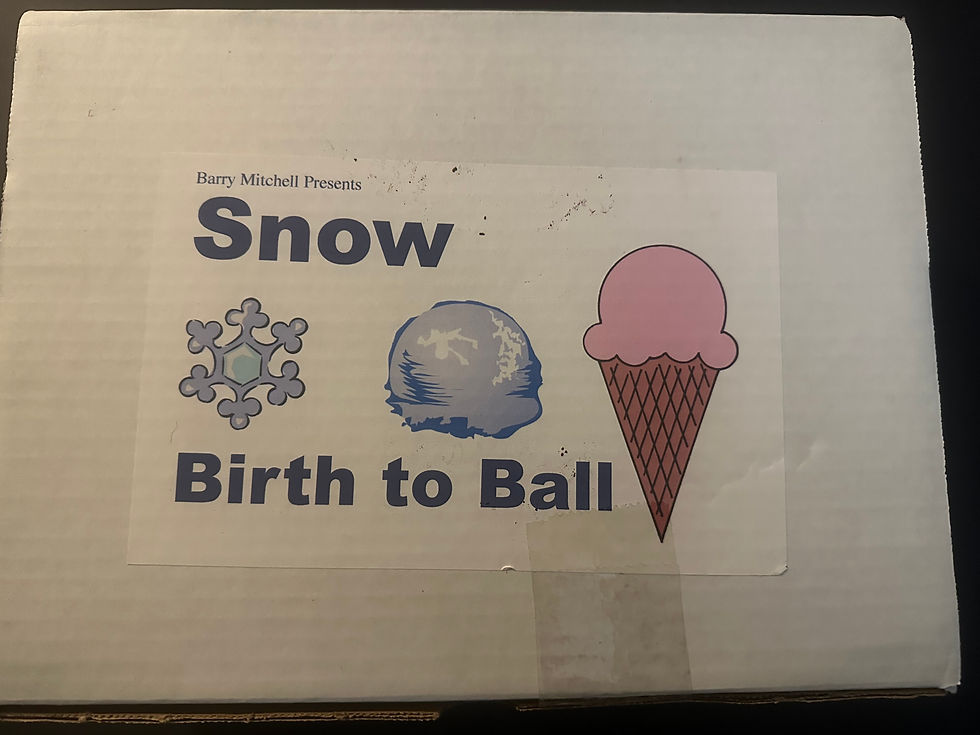 Barry Mitchell Presents
Snow
Birth to Ball